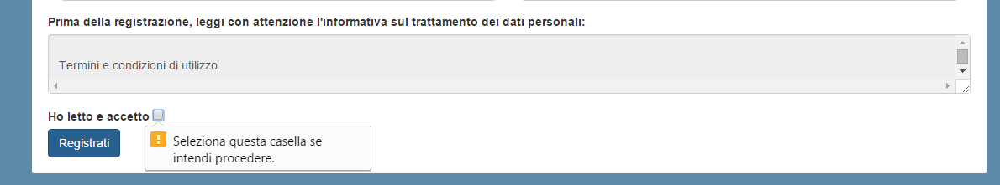 Prima della registrazione, leggi con attenzione l'informativa sul trattamento dei dati personali:
Termini e condizioni di utilizzo
Ho letto e accetto
Registrati
Seleziona questa casella se
intendi procedere.